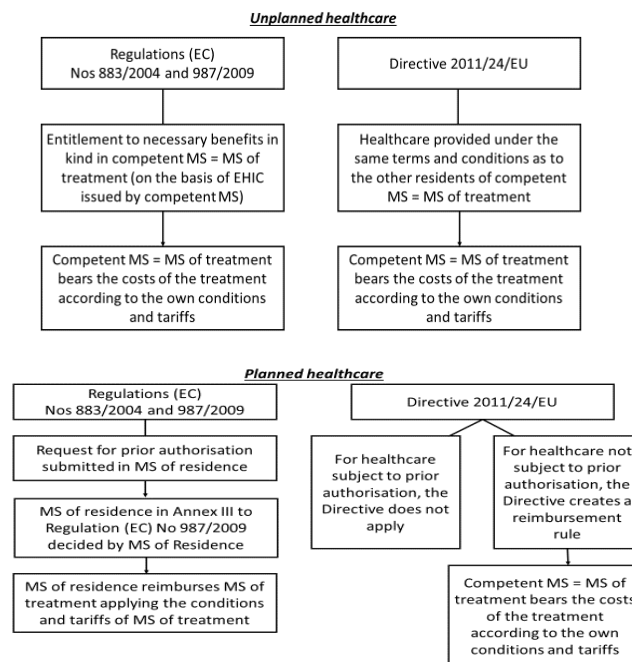 Unplanned healthcare
Regulations (EC)
Nos 883/2004 and 987/2009
Directive 2011/24/EU
Entitlement to necessary benefits in
kind in competent MS = MS of
treatment (on the basis of EHIC
issued by competent MS)
Healthcare provided under the
same terms and conditions as to
the other residents of competent
MS = MS of treatment
Competent MS = MS of treatment
bears the costs of the treatment
according to the own conditions
and tariffs
Competent MS = MS of treatment
bears the costs of the treatment
according to the own conditions
and tariffs
Planned healthcare
Regulations (EC)
Nos 883/2004 and 987/2009
Directive 2011/24/EU
Request for prior authorisation
submitted in MS of residence
For healthcare
subject to prior
authorisation, the
Directive does not
apply
For healthcare not
subject to prior
authorisation, the
Directive creates a
reimbursement
rule
MS of residence in Annex III to
Regulation (EC) No 987/2009
decided by MS of Residence
MS of residence reimburses MS of
treatment applying the conditions
and tariffs of MS of treatment
Competent MS = MS of
treatment bears the costs
of the treatment
according to the own
conditions and tariffs